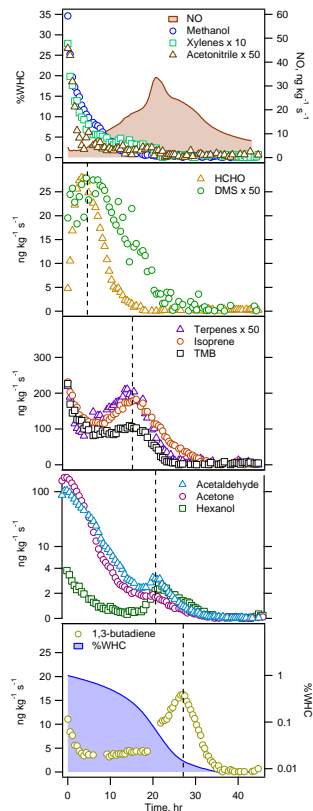 NO
Methanol
Xylenes x 10
Acetonitrile x 50
%WHC
35
30
25
20
15
10
5
0
NO, ng kg⁻¹ s⁻¹
60
50
40
30
20
10
0
HCHO
DMS x 50
ng kg⁻¹ s⁻¹
25
20
15
10
5
0
Terpenes x 50
Isoprene
TMB
ng kg⁻¹ s⁻¹
300
200
100
0
Acetaldehyde
Acetone
Hexanol
ng kg⁻¹ s⁻¹
100
10
4
2
0
1,3-butadiene
%WHC
ng kg⁻¹ s⁻¹
25
20
15
10
5
0
%WHC
1
0.1
0.01
0
10
20
30
40
Time, hr